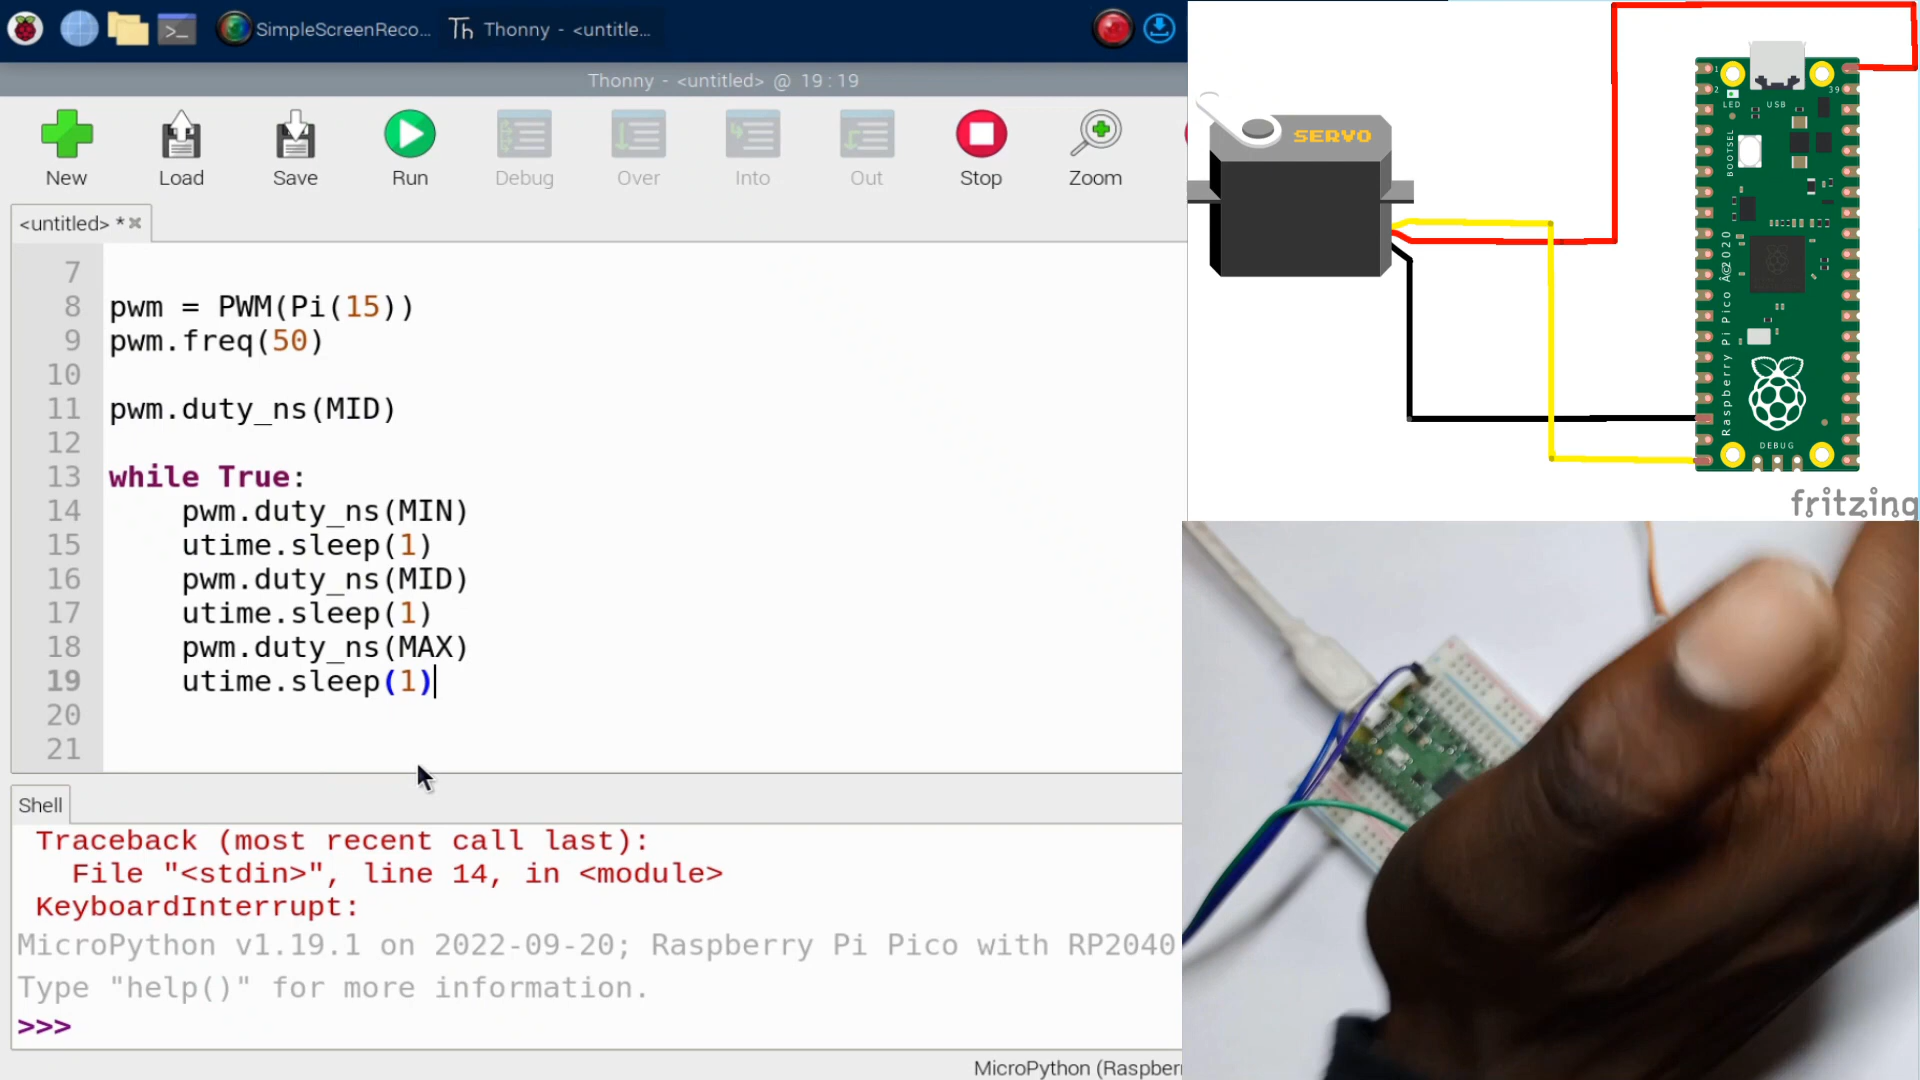 SimpleScreenReco...
Thonny - <untitle...
Thonny - <untitled> @ 19:19
New
Load
Save
Run
Debug
Over
Into
Out
Stop
Zoom
<untitled> *
7
8 pwm = PWM(Pi(15))
9 pwm.freq(50)
10
11 pwm.duty_ns(MID)
12
13 while True:
14 pwm.duty_ns(MIN)
15 utime.sleep(1)
16 pwm.duty_ns(MID)
17 utime.sleep(1)
18 pwm.duty_ns(MAX)
19 utime.sleep(1)
20
21
Shell
Traceback (most recent call last):
File "<stdin>", line 14, in <module>
KeyboardInterrupt:
MicroPython v1.19.1 on 2022-09-20; Raspberry Pi Pico with RP2040
Type "help()" for more information.
>>>
MicroPython (Raspber
SERVO
1
2
39
LED
USB
BOOTSEL
Raspberry Pi Pico Â©2020
DEBUG
fritzing